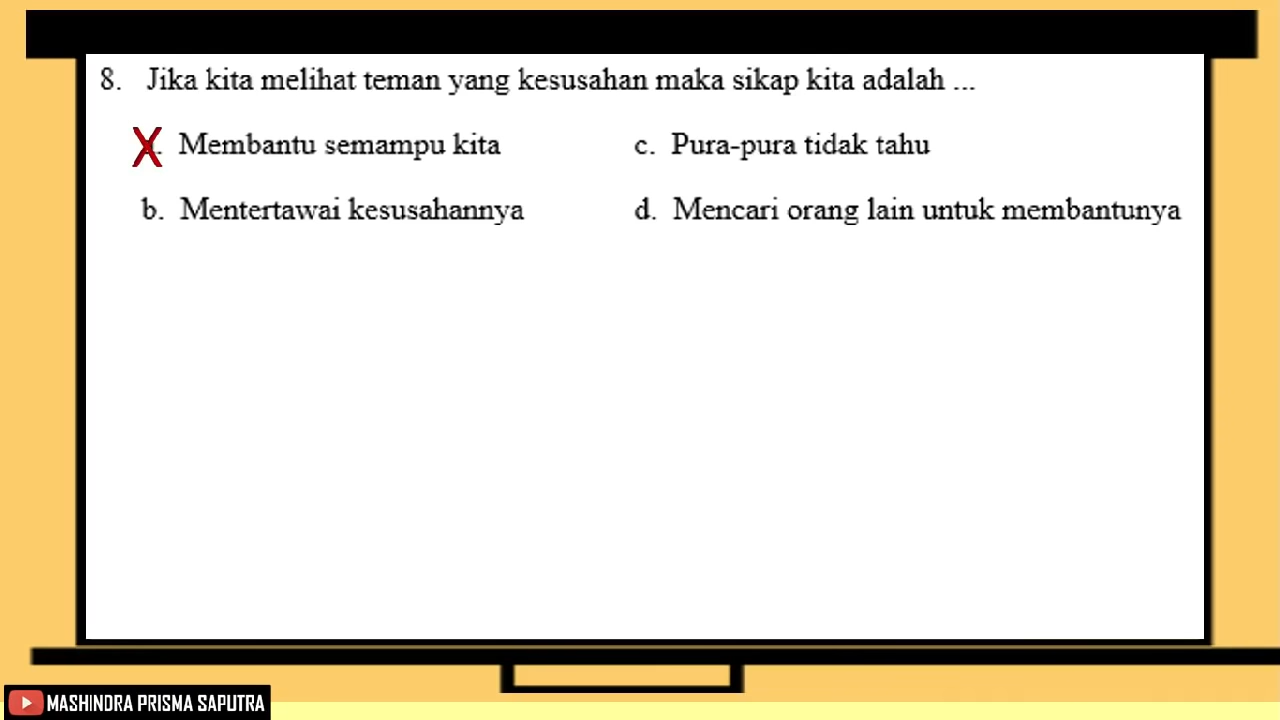 8. Jika kita melihat teman yang kesusahan maka sikap kita adalah ...
X. Membantu semampu kita c. Pura-pura tidak tahu
b. Mentertawai kesusahannya d. Mencari orang lain untuk membantunya
MASHINDRA PRISMA SAPUTRA